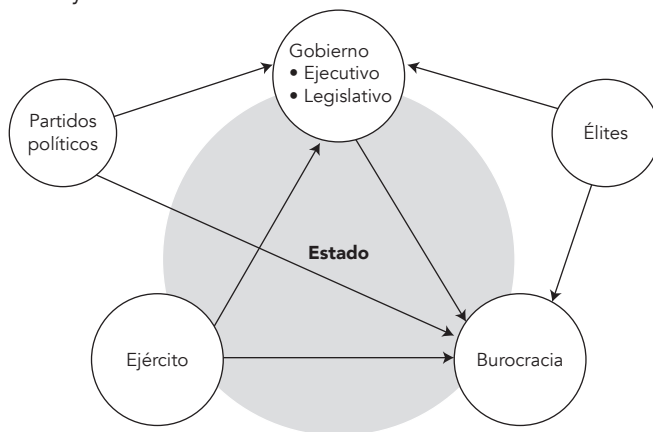 Gobierno
• Ejecutivo
• Legislativo
Partidos
políticos
Élites
Estado
Ejército
Burocracia